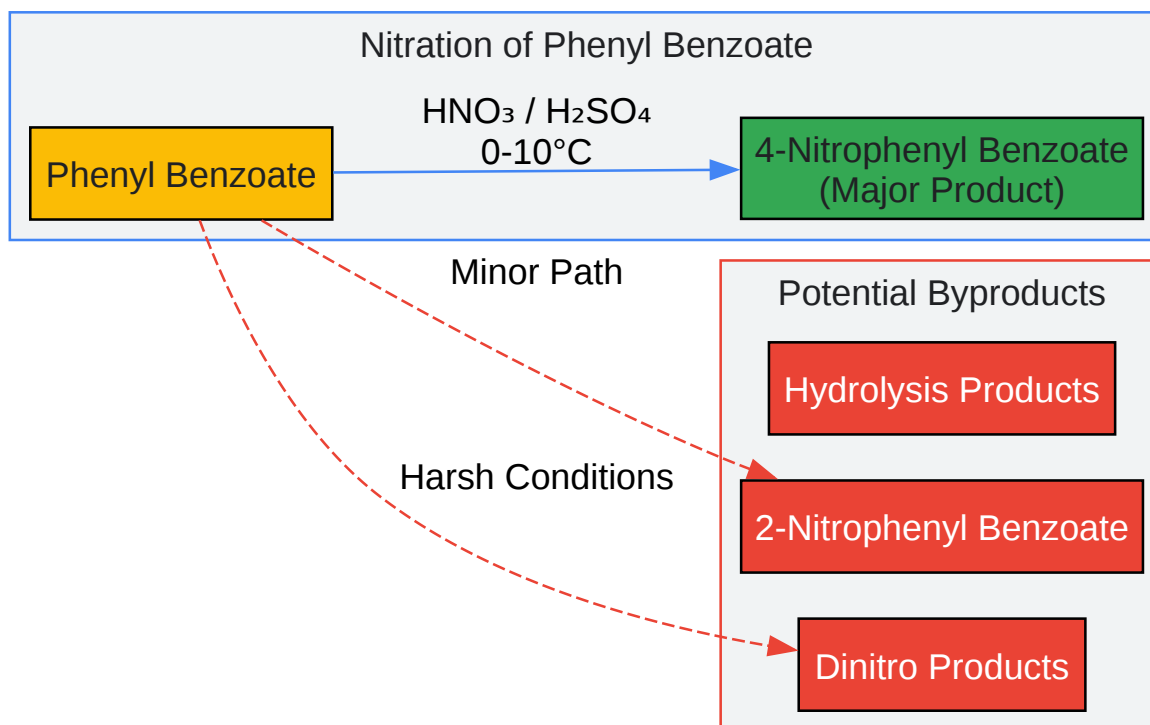 Nitration of Phenyl Benzoate
HNO₃ / H₂SO₄
0-10°C
Phenyl Benzoate
4-Nitrophenyl Benzoate
(Major Product)
Minor Path
Potential Byproducts
Hydrolysis Products
Harsh Conditions
2-Nitrophenyl Benzoate
Dinitro Products